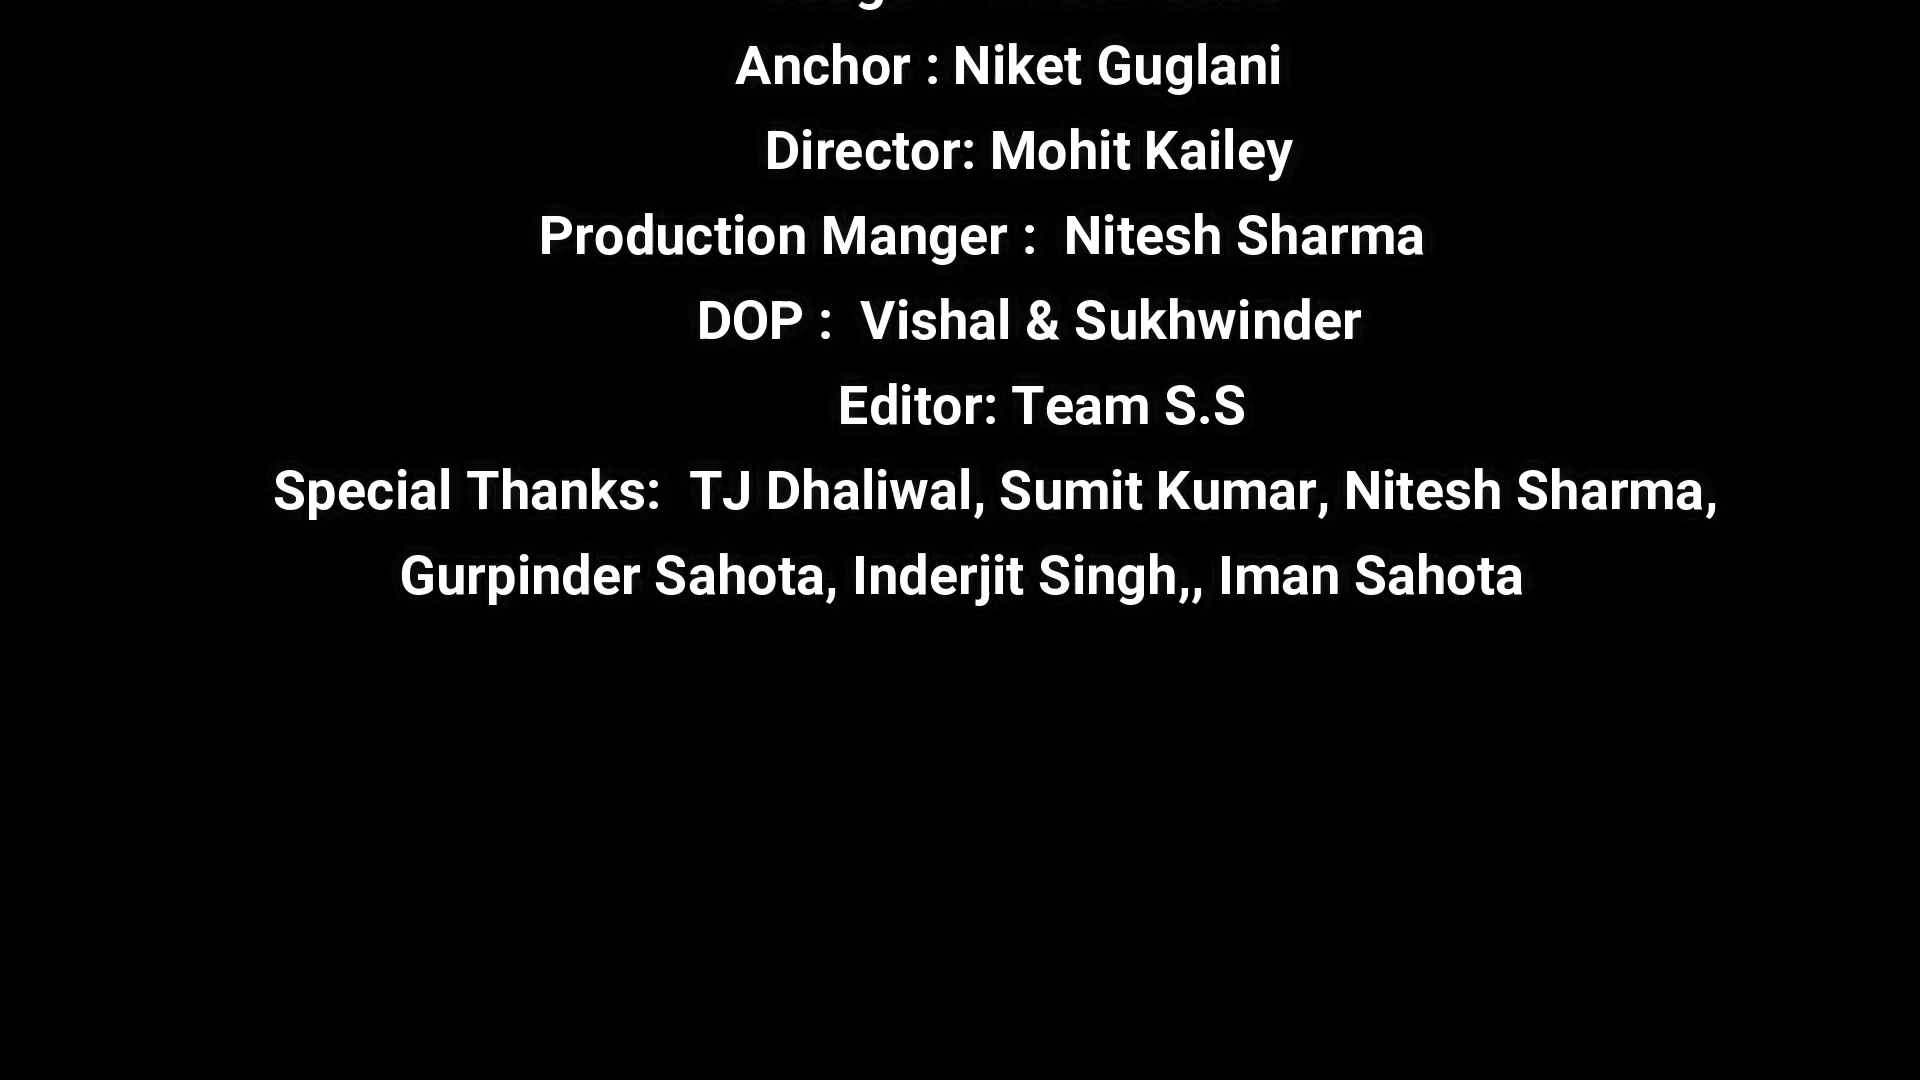 Anchor : Niket Guglani
Director: Mohit Kailey
Production Manger :  Nitesh Sharma
DOP :  Vishal & Sukhwinder
Editor: Team S.S
Special Thanks:  TJ Dhaliwal, Sumit Kumar, Nitesh Sharma,
Gurpinder Sahota, Inderjit Singh,, Iman Sahota